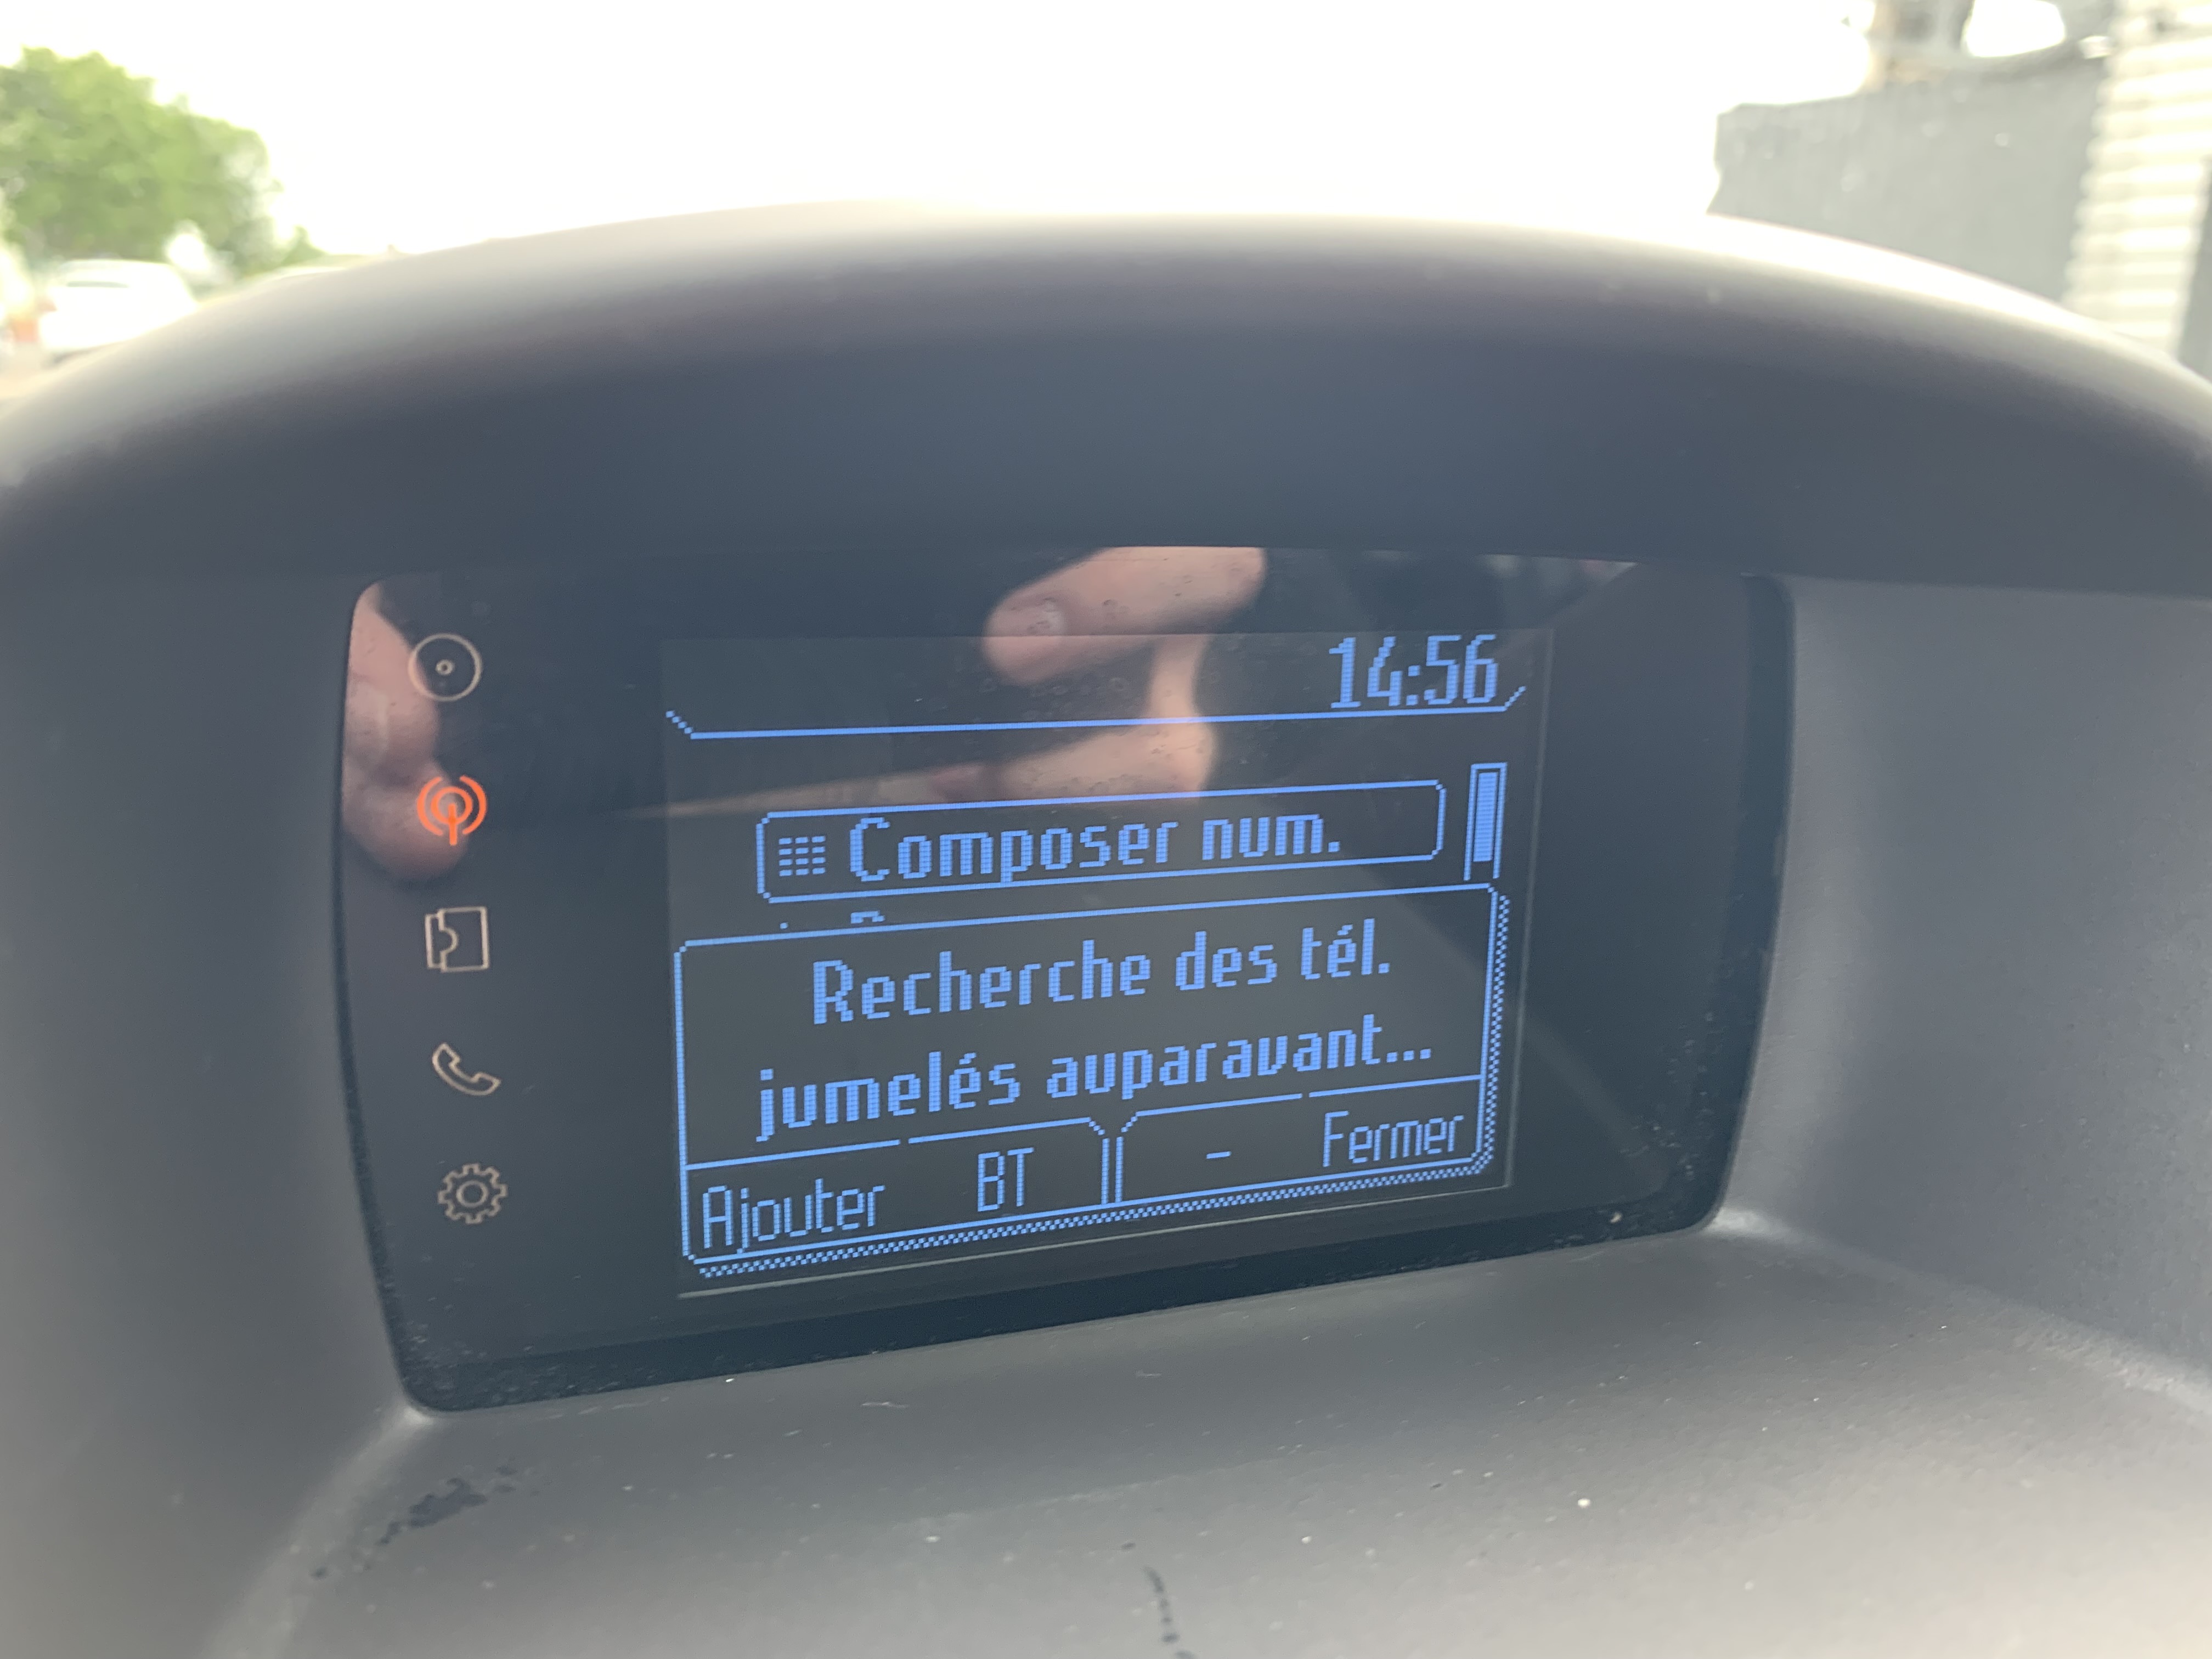 14:56
Composer num.
Recherche des tél.
jumelés auparavant...
Ajouter BT - Fermer